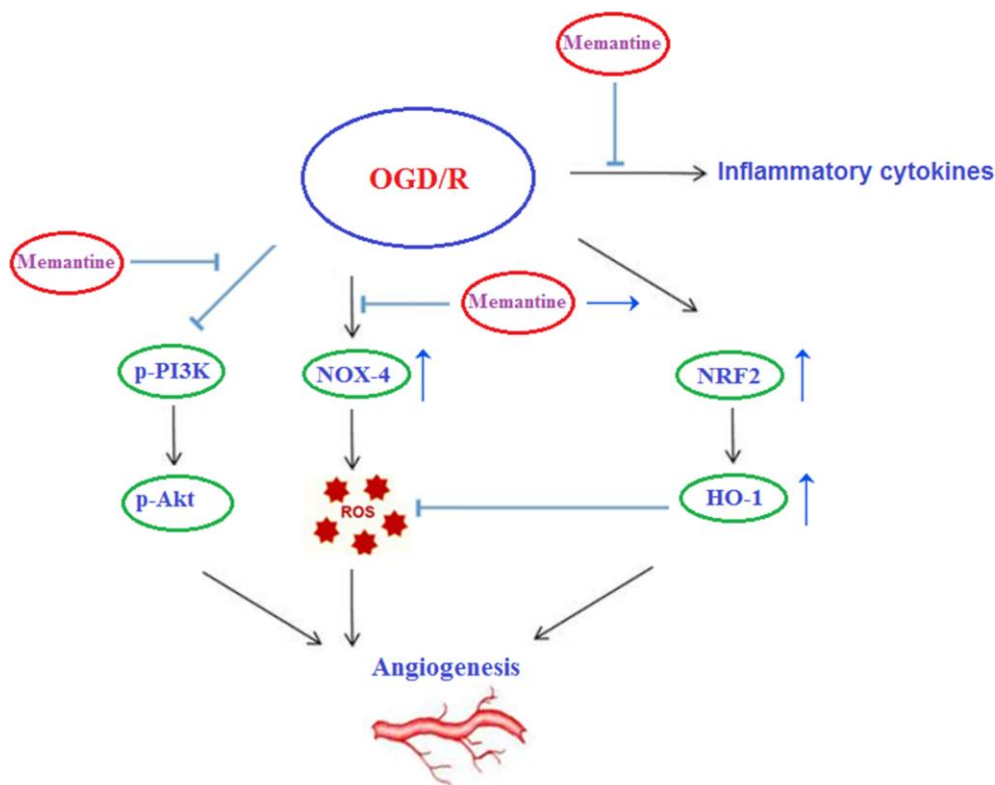 Memantine
OGD/R
Inflammatory cytokines
Memantine
Memantine
p-PI3K
NOX-4
NRF2
p-Akt
ROS
HO-1
Angiogenesis